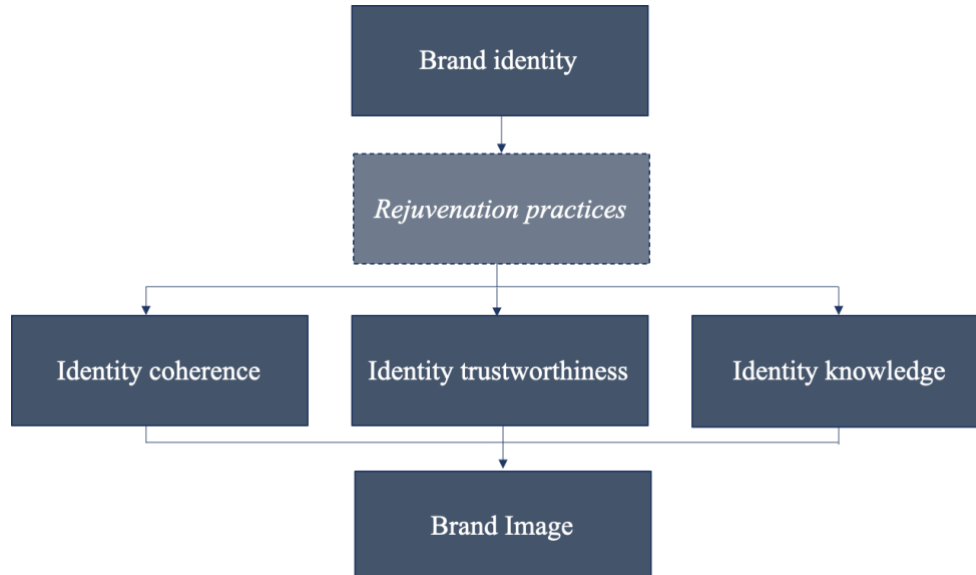 Brand identity
Rejuvenation practices
Identity coherence
Identity trustworthiness
Identity knowledge
Brand Image